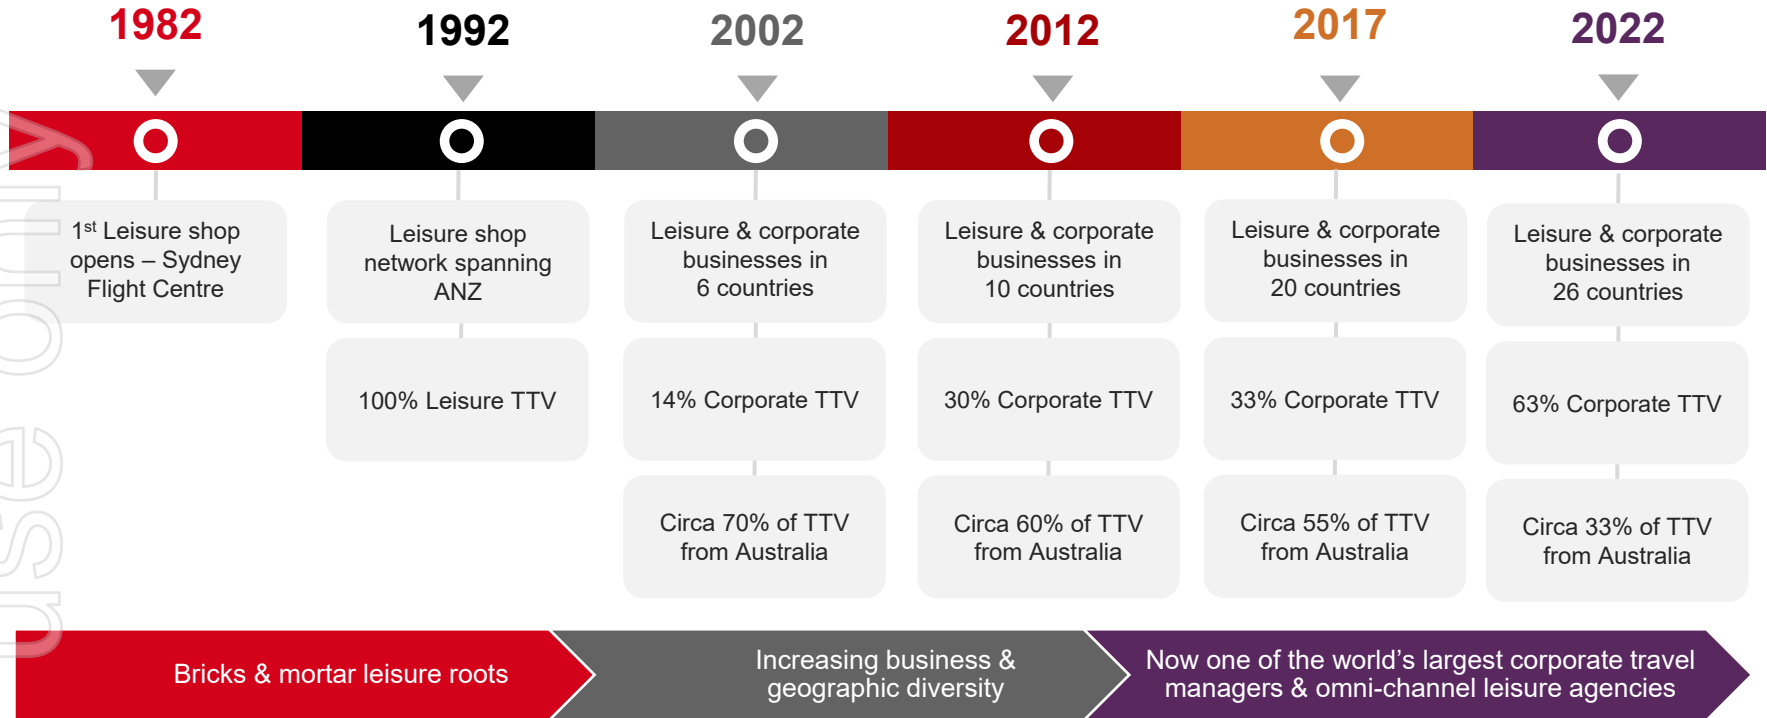 1982
1992
2002
2012
2017
2022
1st Leisure shop
opens – Sydney
Flight Centre
Leisure shop
network spanning
ANZ
100% Leisure TTV
Leisure & corporate
businesses in
6 countries
14% Corporate TTV
Circa 70% of TTV
from Australia
Leisure & corporate
businesses in
10 countries
30% Corporate TTV
Circa 60% of TTV
from Australia
Leisure & corporate
businesses in
20 countries
33% Corporate TTV
Circa 55% of TTV
from Australia
Leisure & corporate
businesses in
26 countries
63% Corporate TTV
Circa 33% of TTV
from Australia
Bricks & mortar leisure roots
Increasing business &
geographic diversity
Now one of the world’s largest corporate travel
managers & omni-channel leisure agencies
use only